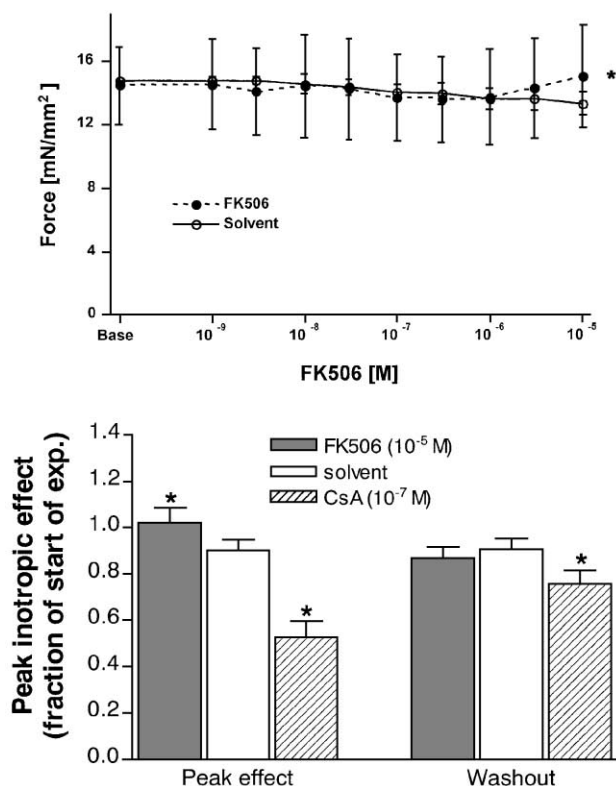 16
12
8
4
0
Force [mN/mm²]
FK506
Solvent
*
Base 10⁻⁹ 10⁻⁸ 10⁻⁷ 10⁻⁶ 10⁻⁵
FK506 [M]
1.4
1.2
1.0
0.8
0.6
0.4
0.2
0.0
Peak inotropic effect
(fraction of start of exp.)
FK506 (10⁻⁵ M)
solvent
CsA (10⁻⁷ M)
*
*
*
Peak effect Washout